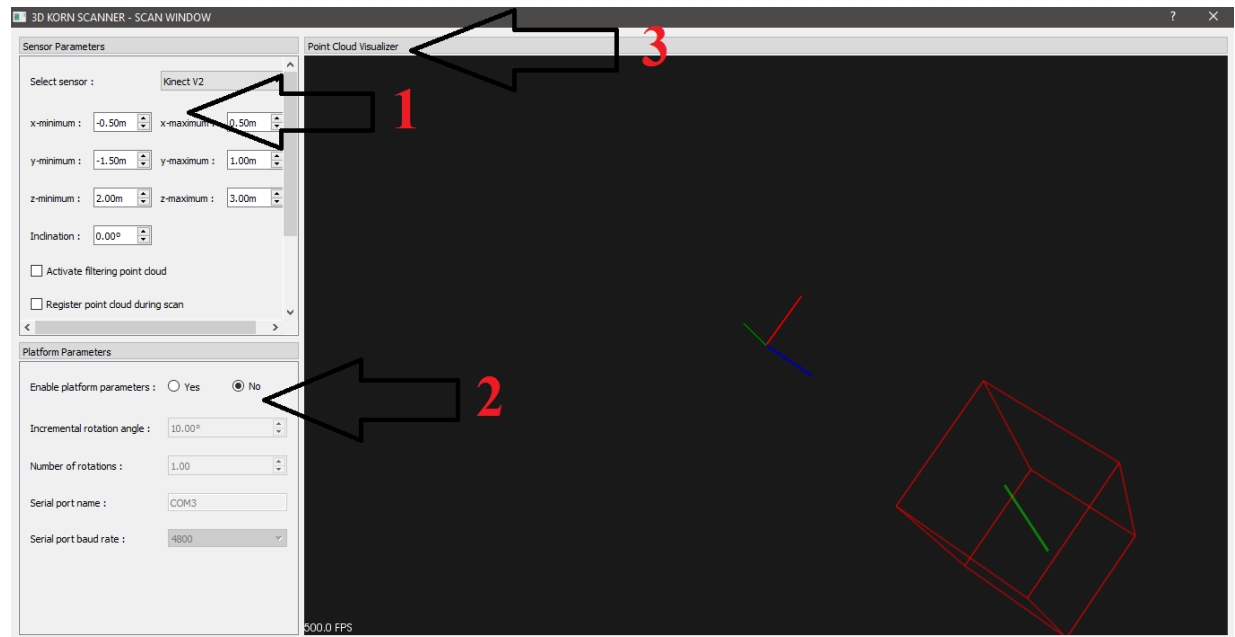 3D KORN SCANNER - SCAN WINDOW ? X
Sensor Parameters
Select sensor : Kinect V2
x-minimum : -0.50m x-maximum : 0.50m
y-minimum : -1.50m y-maximum : 1.00m
z-minimum : 2.00m z-maximum : 3.00m
Inclination : 0.00º
Activate filtering point cloud
Register point cloud during scan
Platform Parameters
Enable platform parameters : Yes No
Incremental rotation angle : 10.00º
Number of rotations : 1.00
Serial port name : COM3
Serial port baud rate : 4800
Point Cloud Visualizer
500.0 FPS
1
2
3